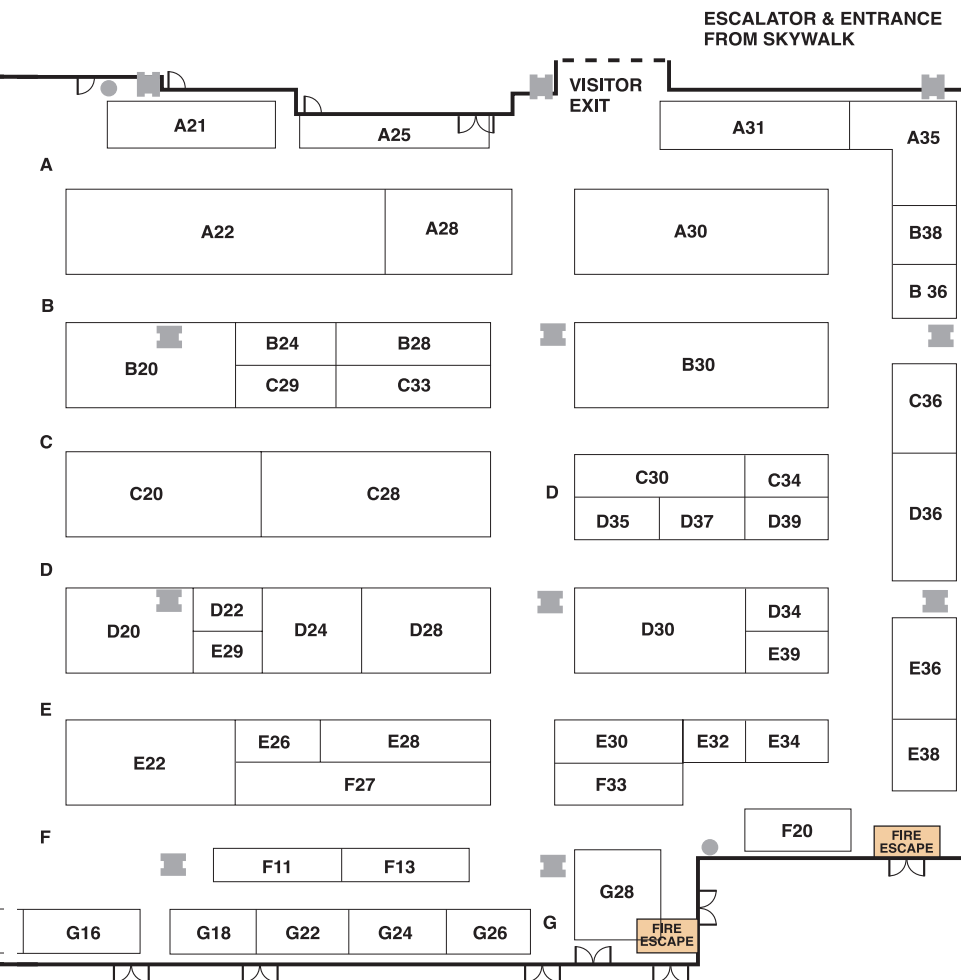 ESCALATOR & ENTRANCE
FROM SKYWALK
VISITOR
EXIT
A21
A25
A31
A35
A
A22
A28
A30
B38
B 36
B
B20
B24
B28
C29
C33
B30
C36
C
C20
C28
D
C30
C34
D35
D37
D39
D36
D
D20
D22
E29
D24
D28
D30
D34
E39
E36
E
E22
E26
E28
F27
E30
E32
E34
F33
E38
F
F20
FIRE
ESCAPE
F11
F13
G28
G16
G18
G22
G24
G26
G
FIRE
ESCAPE